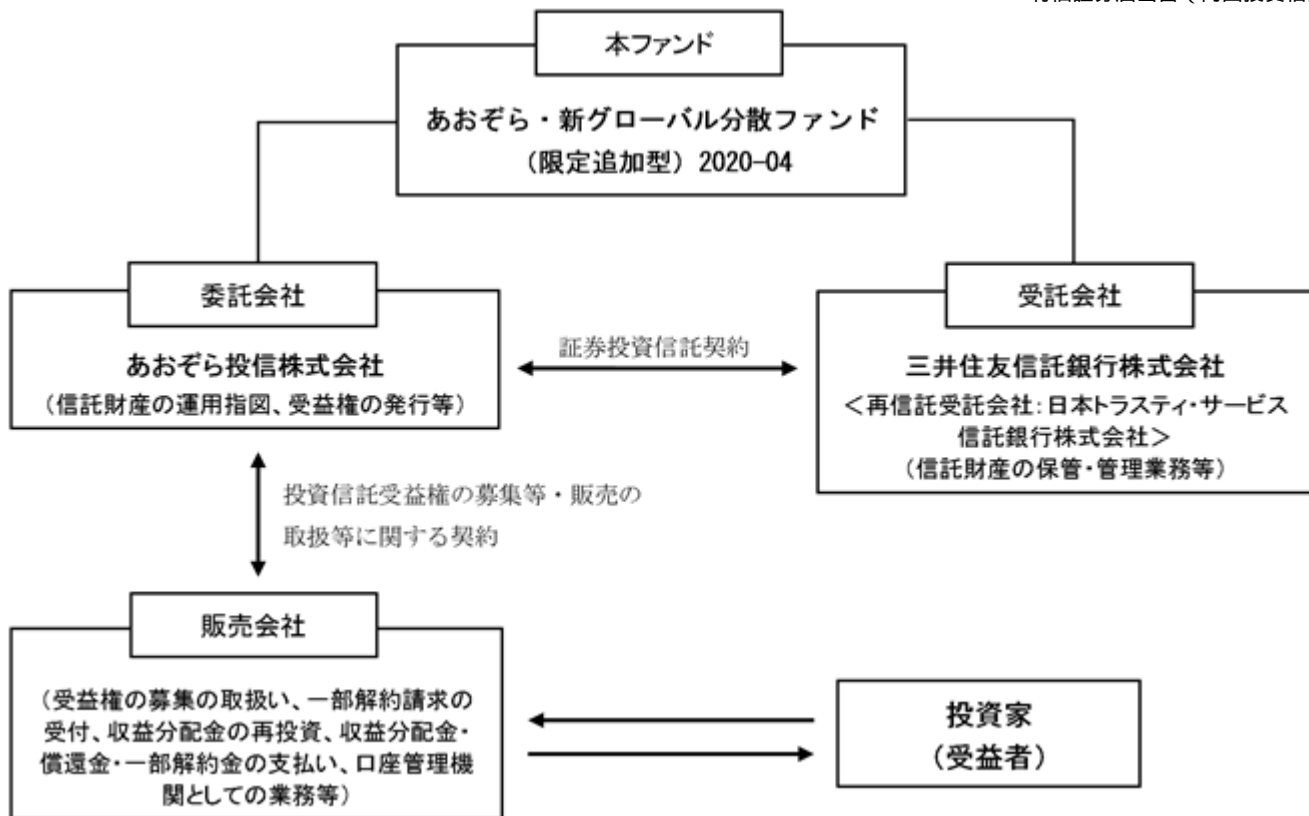 本ファンド
あおぞら・新グローバル分散ファンド
（限定追加型）2020-04
委託会社
あおぞら投信株式会社
（信託財産の運用指図、受益権の発行等）
証券投資信託契約
受託会社
三井住友信託銀行株式会社
＜再信託受託会社：日本トラスティ・サービス
信託銀行株式会社＞
（信託財産の保管・管理業務等）
投資信託受益権の募集等・販売の
取扱等に関する契約
販売会社
（受益権の募集の取扱い、一部解約請求の
受付、収益分配金の再投資、収益分配金・
償還金・一部解約金の支払い、口座管理機
関としての業務等）
投資家
（受益者）